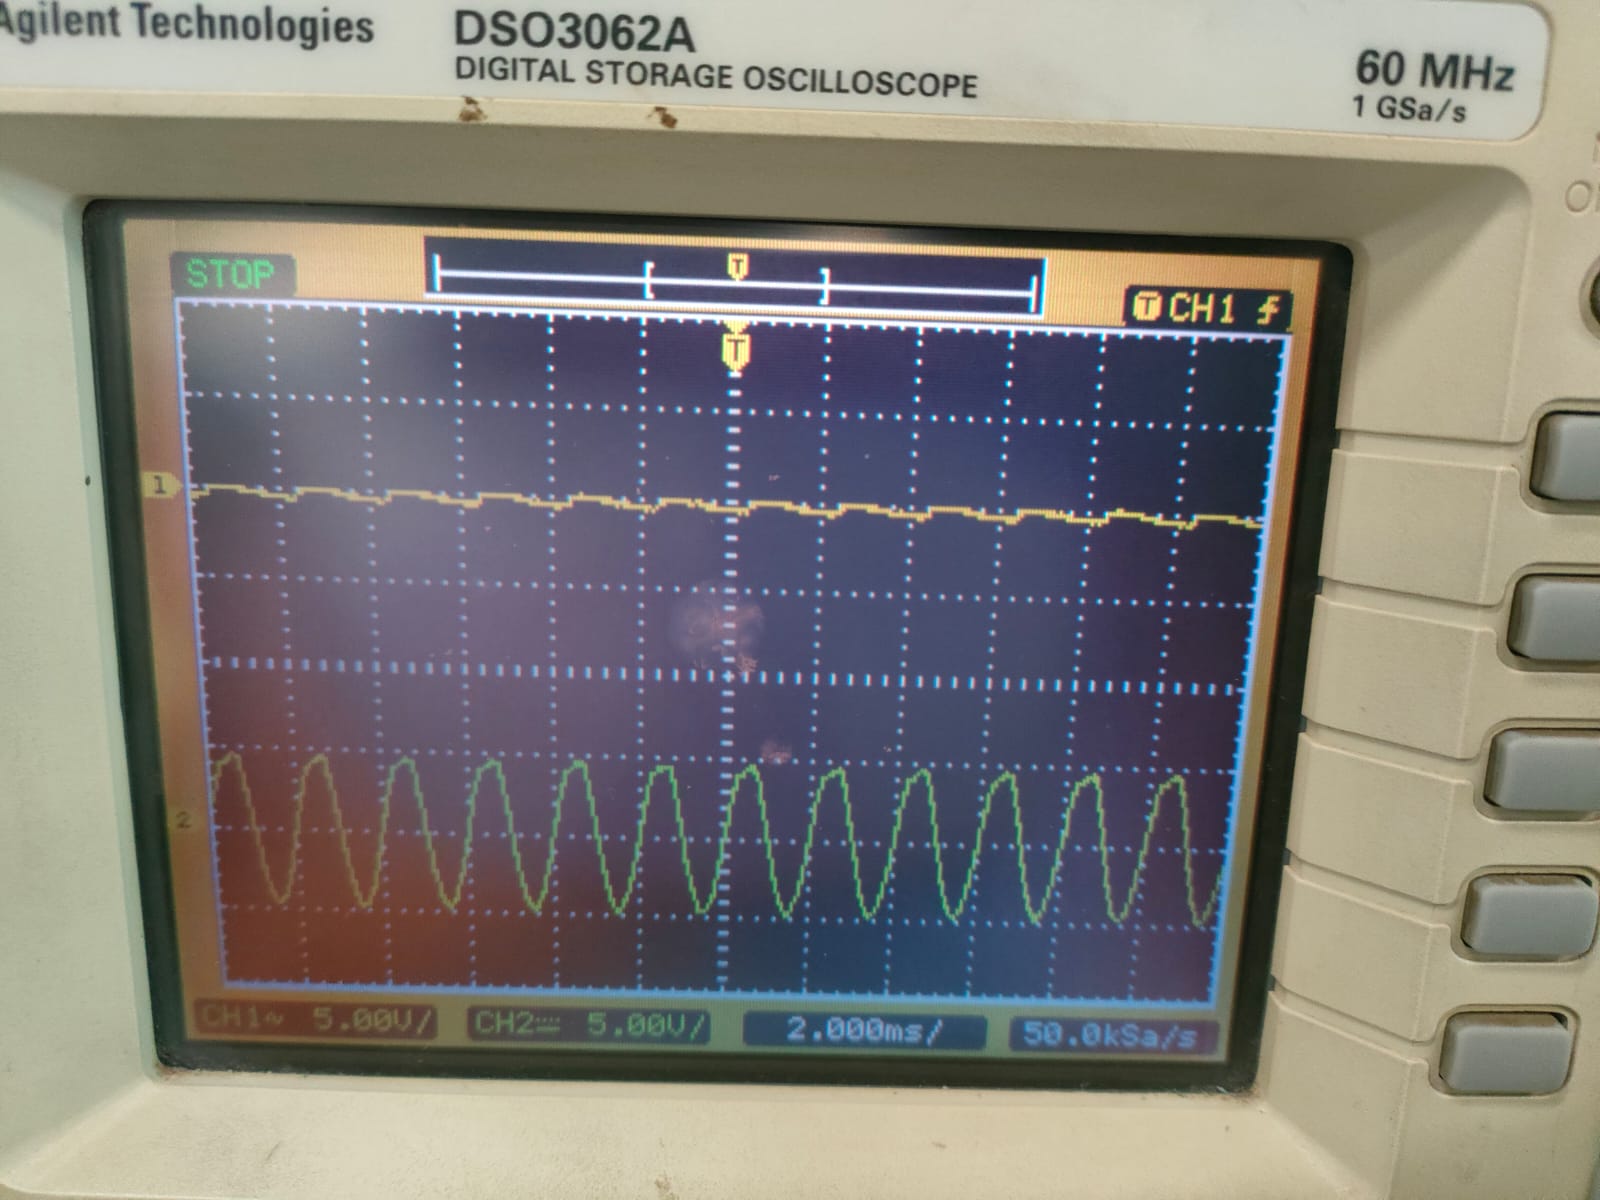 Agilent Technologies
DSO3062A
DIGITAL STORAGE OSCILLOSCOPE
60 MHz
1 GSa/s
STOP
T
T CH1
T
1
2
CH1~ 5.00V/
CH2 5.00V/
2.000ms/
50.0kSa/s